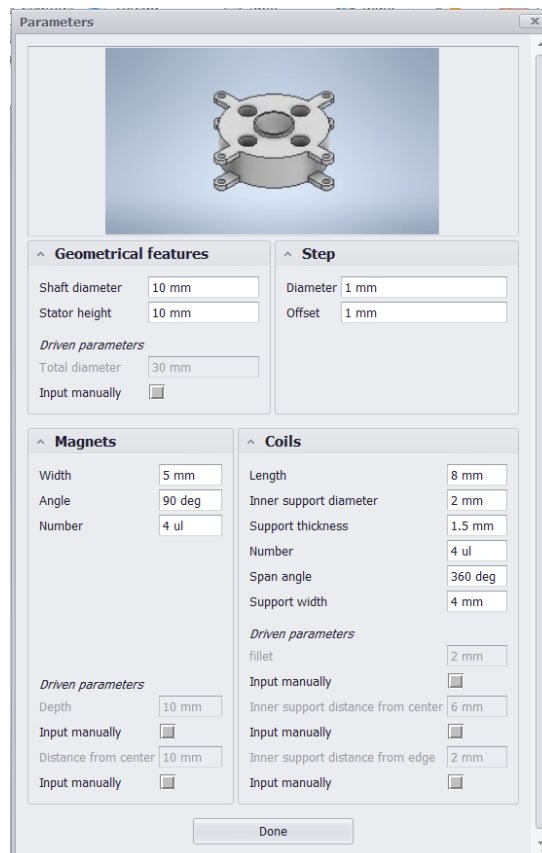 Parameters
Geometrical features
Shaft diameter 10 mm
Stator height 10 mm
Driven parameters
Total diameter 30 mm
Input manually
Step
Diameter 1 mm
Offset 1 mm
Magnets
Width 5 mm
Angle 90 deg
Number 4 ul
Driven parameters
Depth 10 mm
Input manually
Distance from center 10 mm
Input manually
Coils
Length 8 mm
Inner support diameter 2 mm
Support thickness 1.5 mm
Number 4 ul
Span angle 360 deg
Support width 4 mm
Driven parameters
fillet 2 mm
Input manually
Inner support distance from center 6 mm
Input manually
Inner support distance from edge 2 mm
Input manually
Done